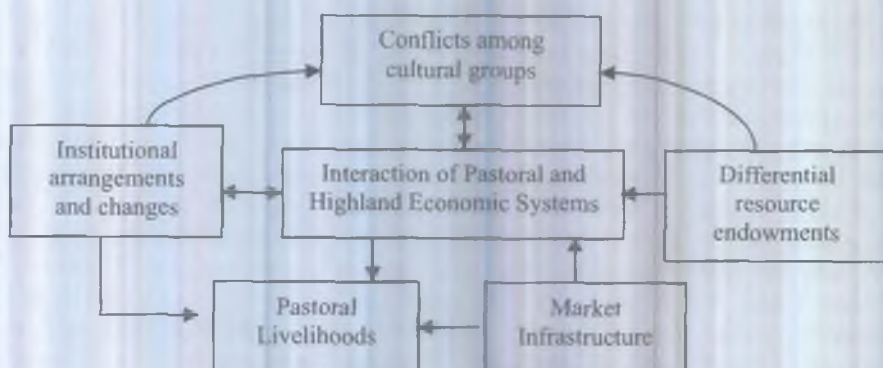 Conflicts among
cultural groups
Institutional
arrangements
and changes
Interaction of Pastoral and
Highland Economic Systems
Differential
resource
endowments
Pastoral
Livelihoods
Market
Infrastructure